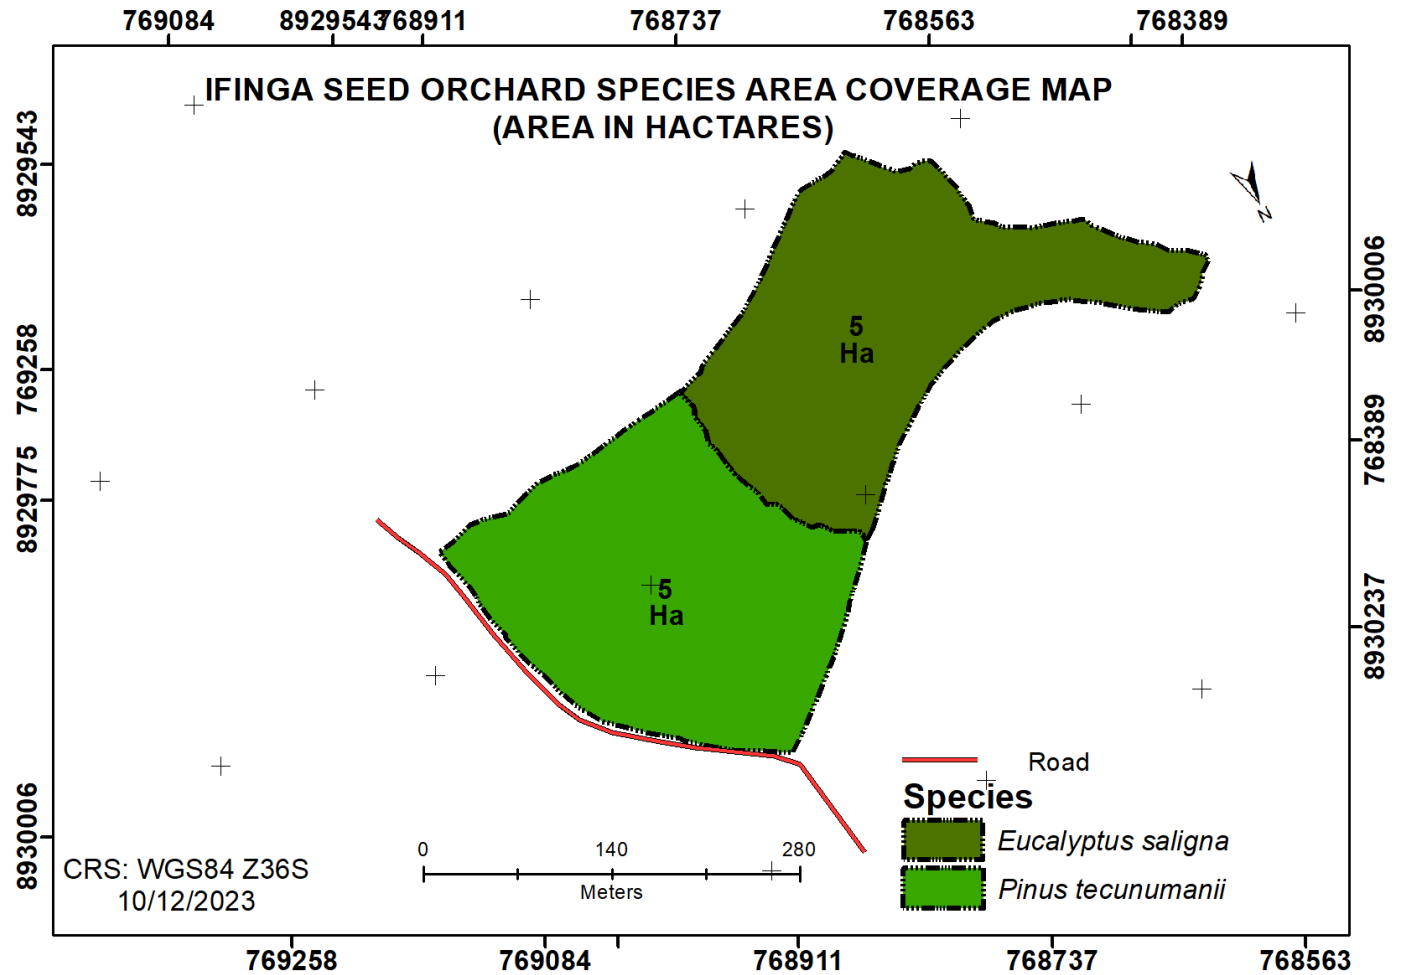 769084 8929543 768911 768737 768563 768389
IFINGA SEED ORCHARD SPECIES AREA COVERAGE MAP
(AREA IN HACTARES)
8929543
769258
8929775
8930006
8930006
768389
8930237
N
5
Ha
5
Ha
Road
Species
Eucalyptus saligna
Pinus tecunumanii
0 140 280
Meters
CRS: WGS84 Z36S
10/12/2023
769258 769084 768911 768737 768563